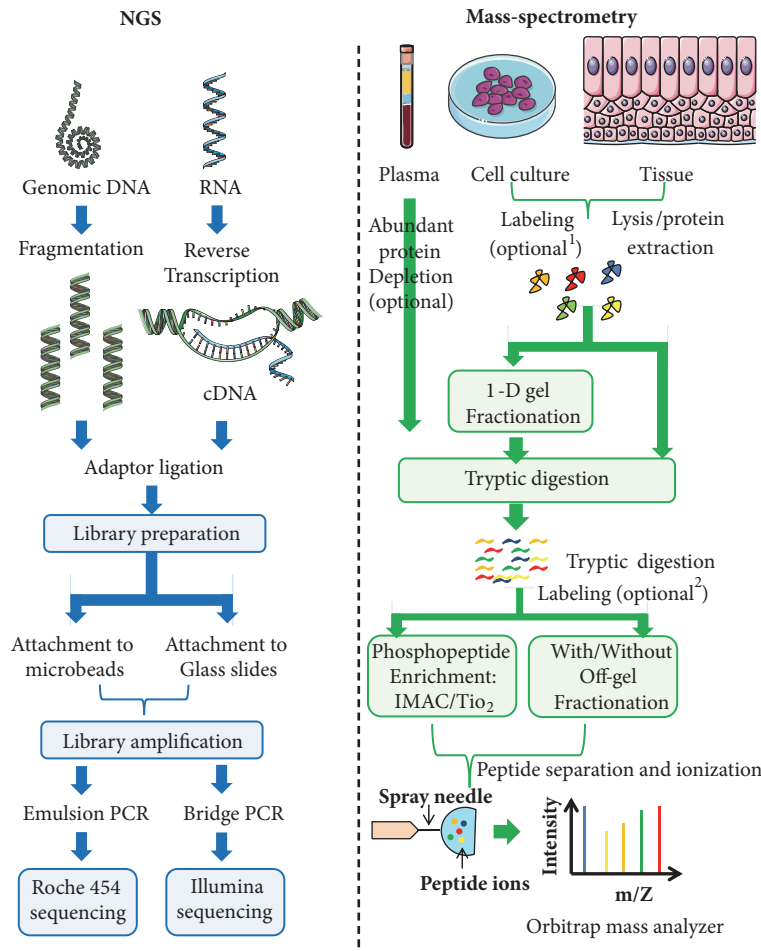 NGS
Genomic DNA
RNA
Fragmentation
Reverse
Transcription
cDNA
Adaptor ligation
Library preparation
Attachment to
microbeads
Attachment to
Glass slides
Library amplification
Emulsion PCR
Bridge PCR
Roche 454
sequencing
Illumina
sequencing
Mass-spectrometry
Plasma
Cell culture
Tissue
Abundant
protein
Depletion
(optional)
Labeling
(optional¹)
Lysis/protein
extraction
1-D gel
Fractionation
Tryptic digestion
Tryptic digestion
Labeling (optional²)
Phosphopeptide
Enrichment:
IMAC/Tio₂
With/Without
Off-gel
Fractionation
Peptide separation and ionization
Spray needle
Peptide ions
Intensity
m/Z
Orbitrap mass analyzer